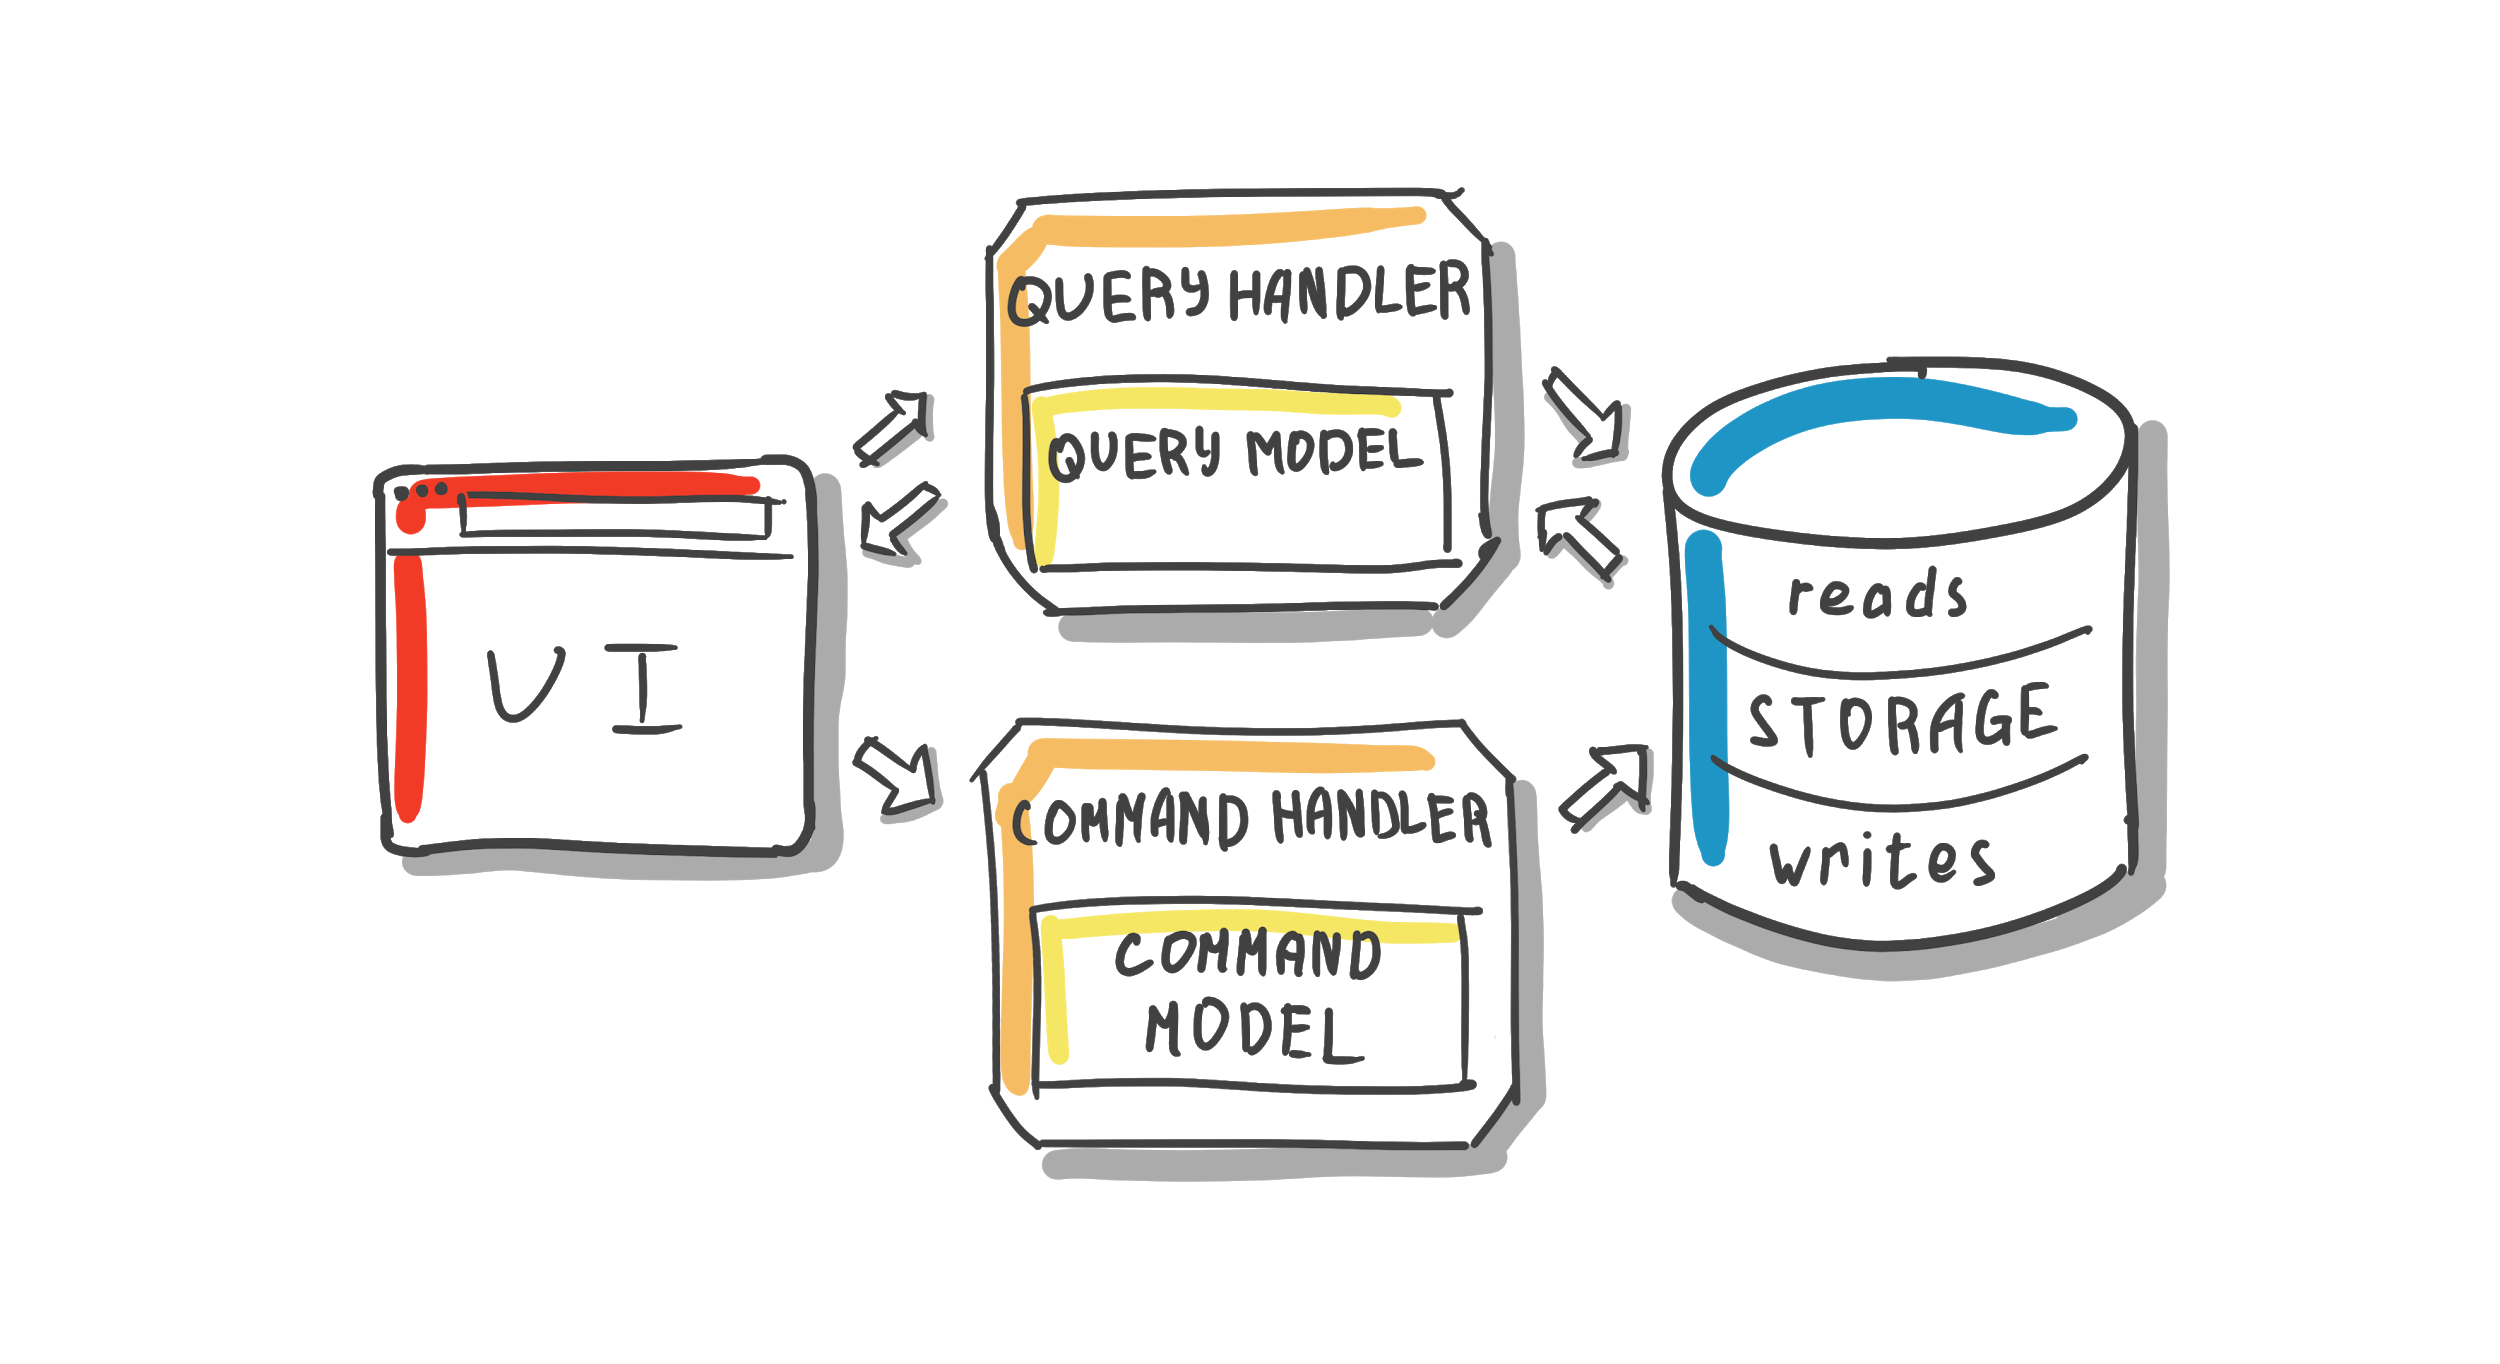 UI
QUERY HANDLER
QUERY MODEL
COMMAND HANDLER
COMMAND
MODEL
reads
STORAGE
writes